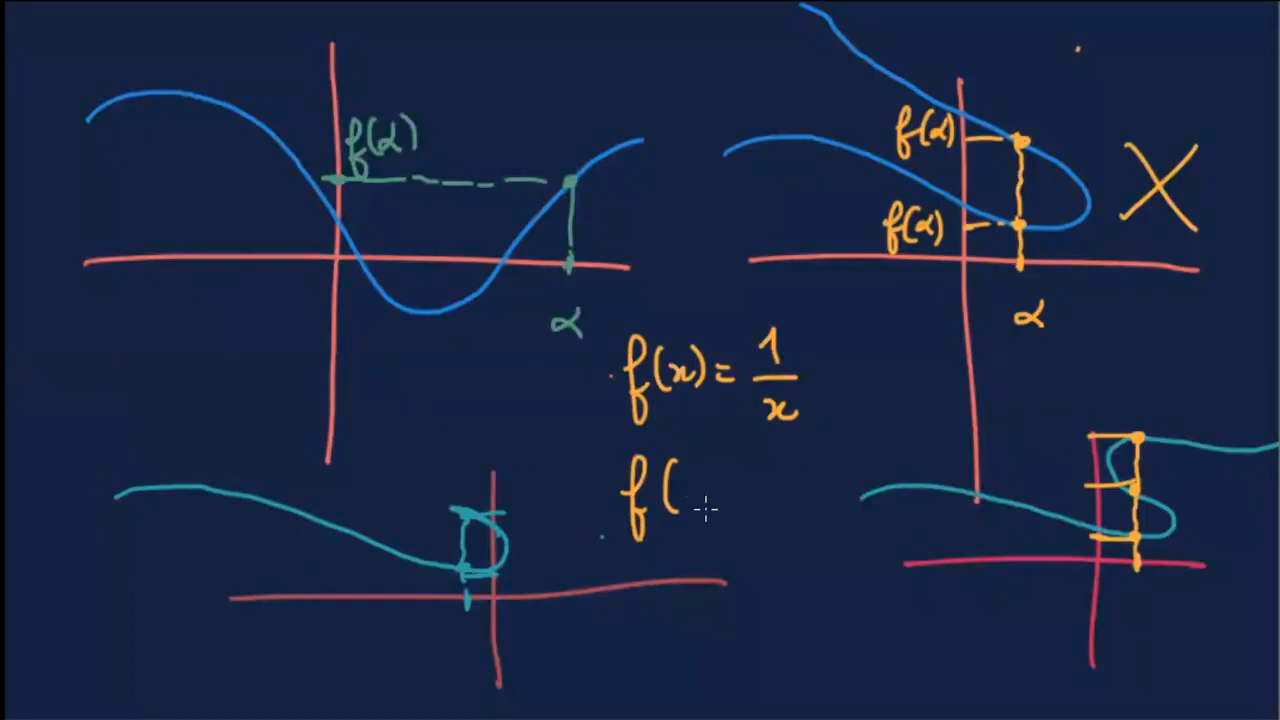 f(α)
α
f(α)
f(α)
α
f(x) = 1/x
f(